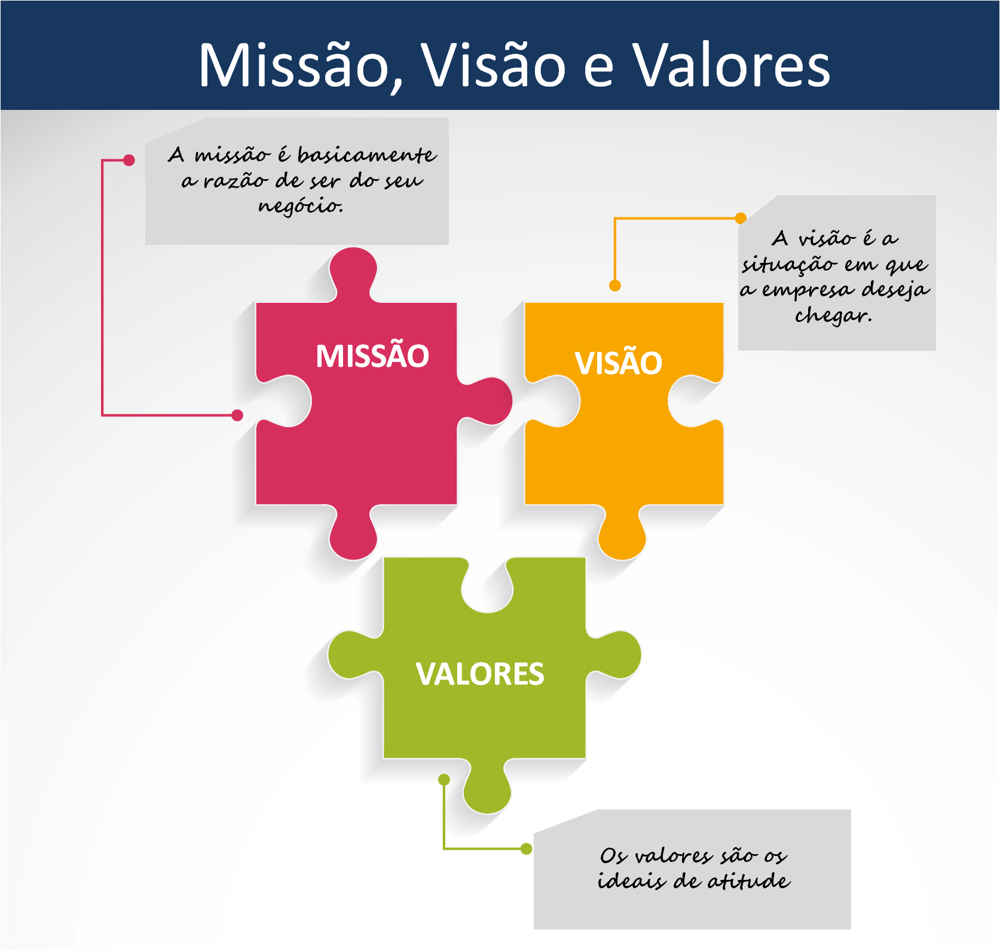 Missão, Visão e Valores
A missão é basicamente
a razão de ser do seu
negócio.
A visão é a
situação em que
a empresa deseja
chegar.
MISSÃO
VISÃO
VALORES
Os valores são os
ideais de atitude